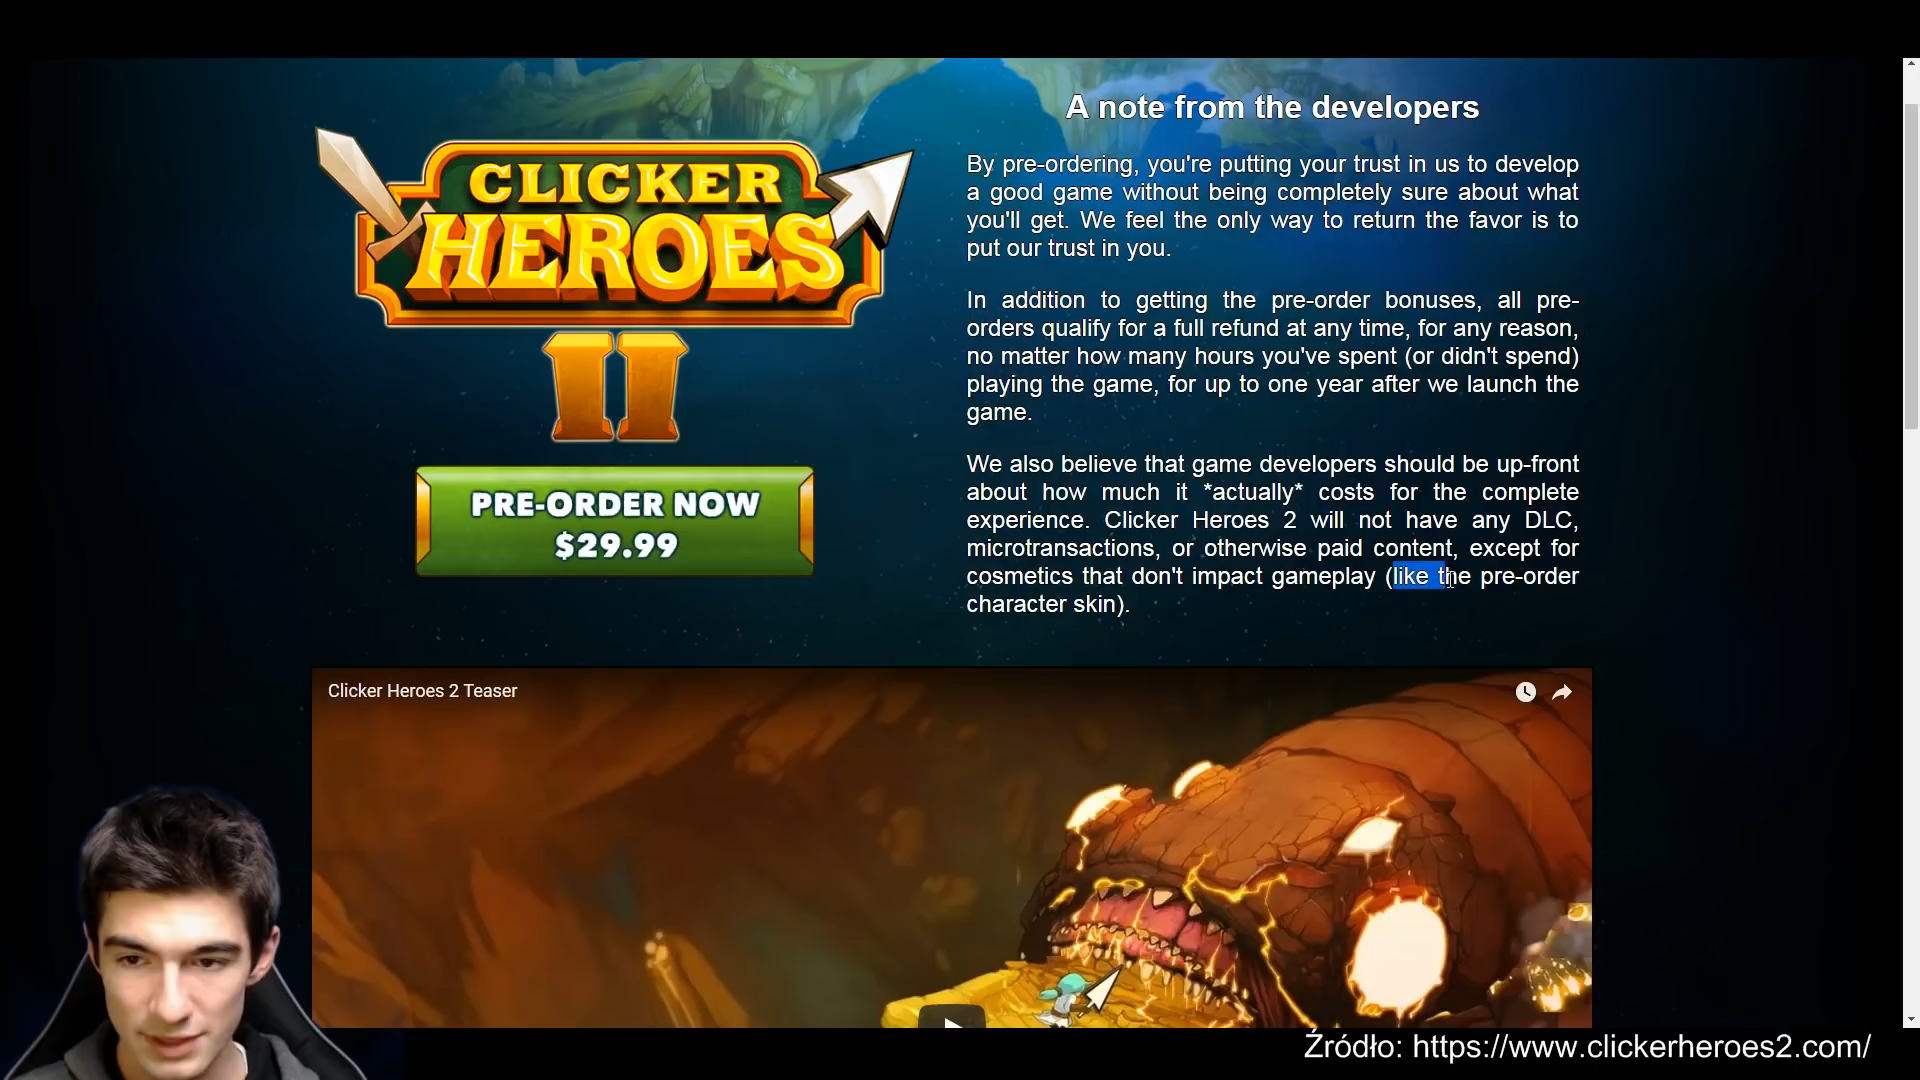 CLICKER
HEROES
II
PRE-ORDER NOW
$29.99
A note from the developers
By pre-ordering, you're putting your trust in us to develop
a good game without being completely sure about what
you'll get. We feel the only way to return the favor is to
put our trust in you.
In addition to getting the pre-order bonuses, all pre-
orders qualify for a full refund at any time, for any reason,
no matter how many hours you've spent (or didn't spend)
playing the game, for up to one year after we launch the
game.
We also believe that game developers should be up-front
about how much it *actually* costs for the complete
experience. Clicker Heroes 2 will not have any DLC,
microtransactions, or otherwise paid content, except for
cosmetics that don't impact gameplay (like the pre-order
character skin).
Clicker Heroes 2 Teaser
Źródło: https://www.clickerheroes2.com/